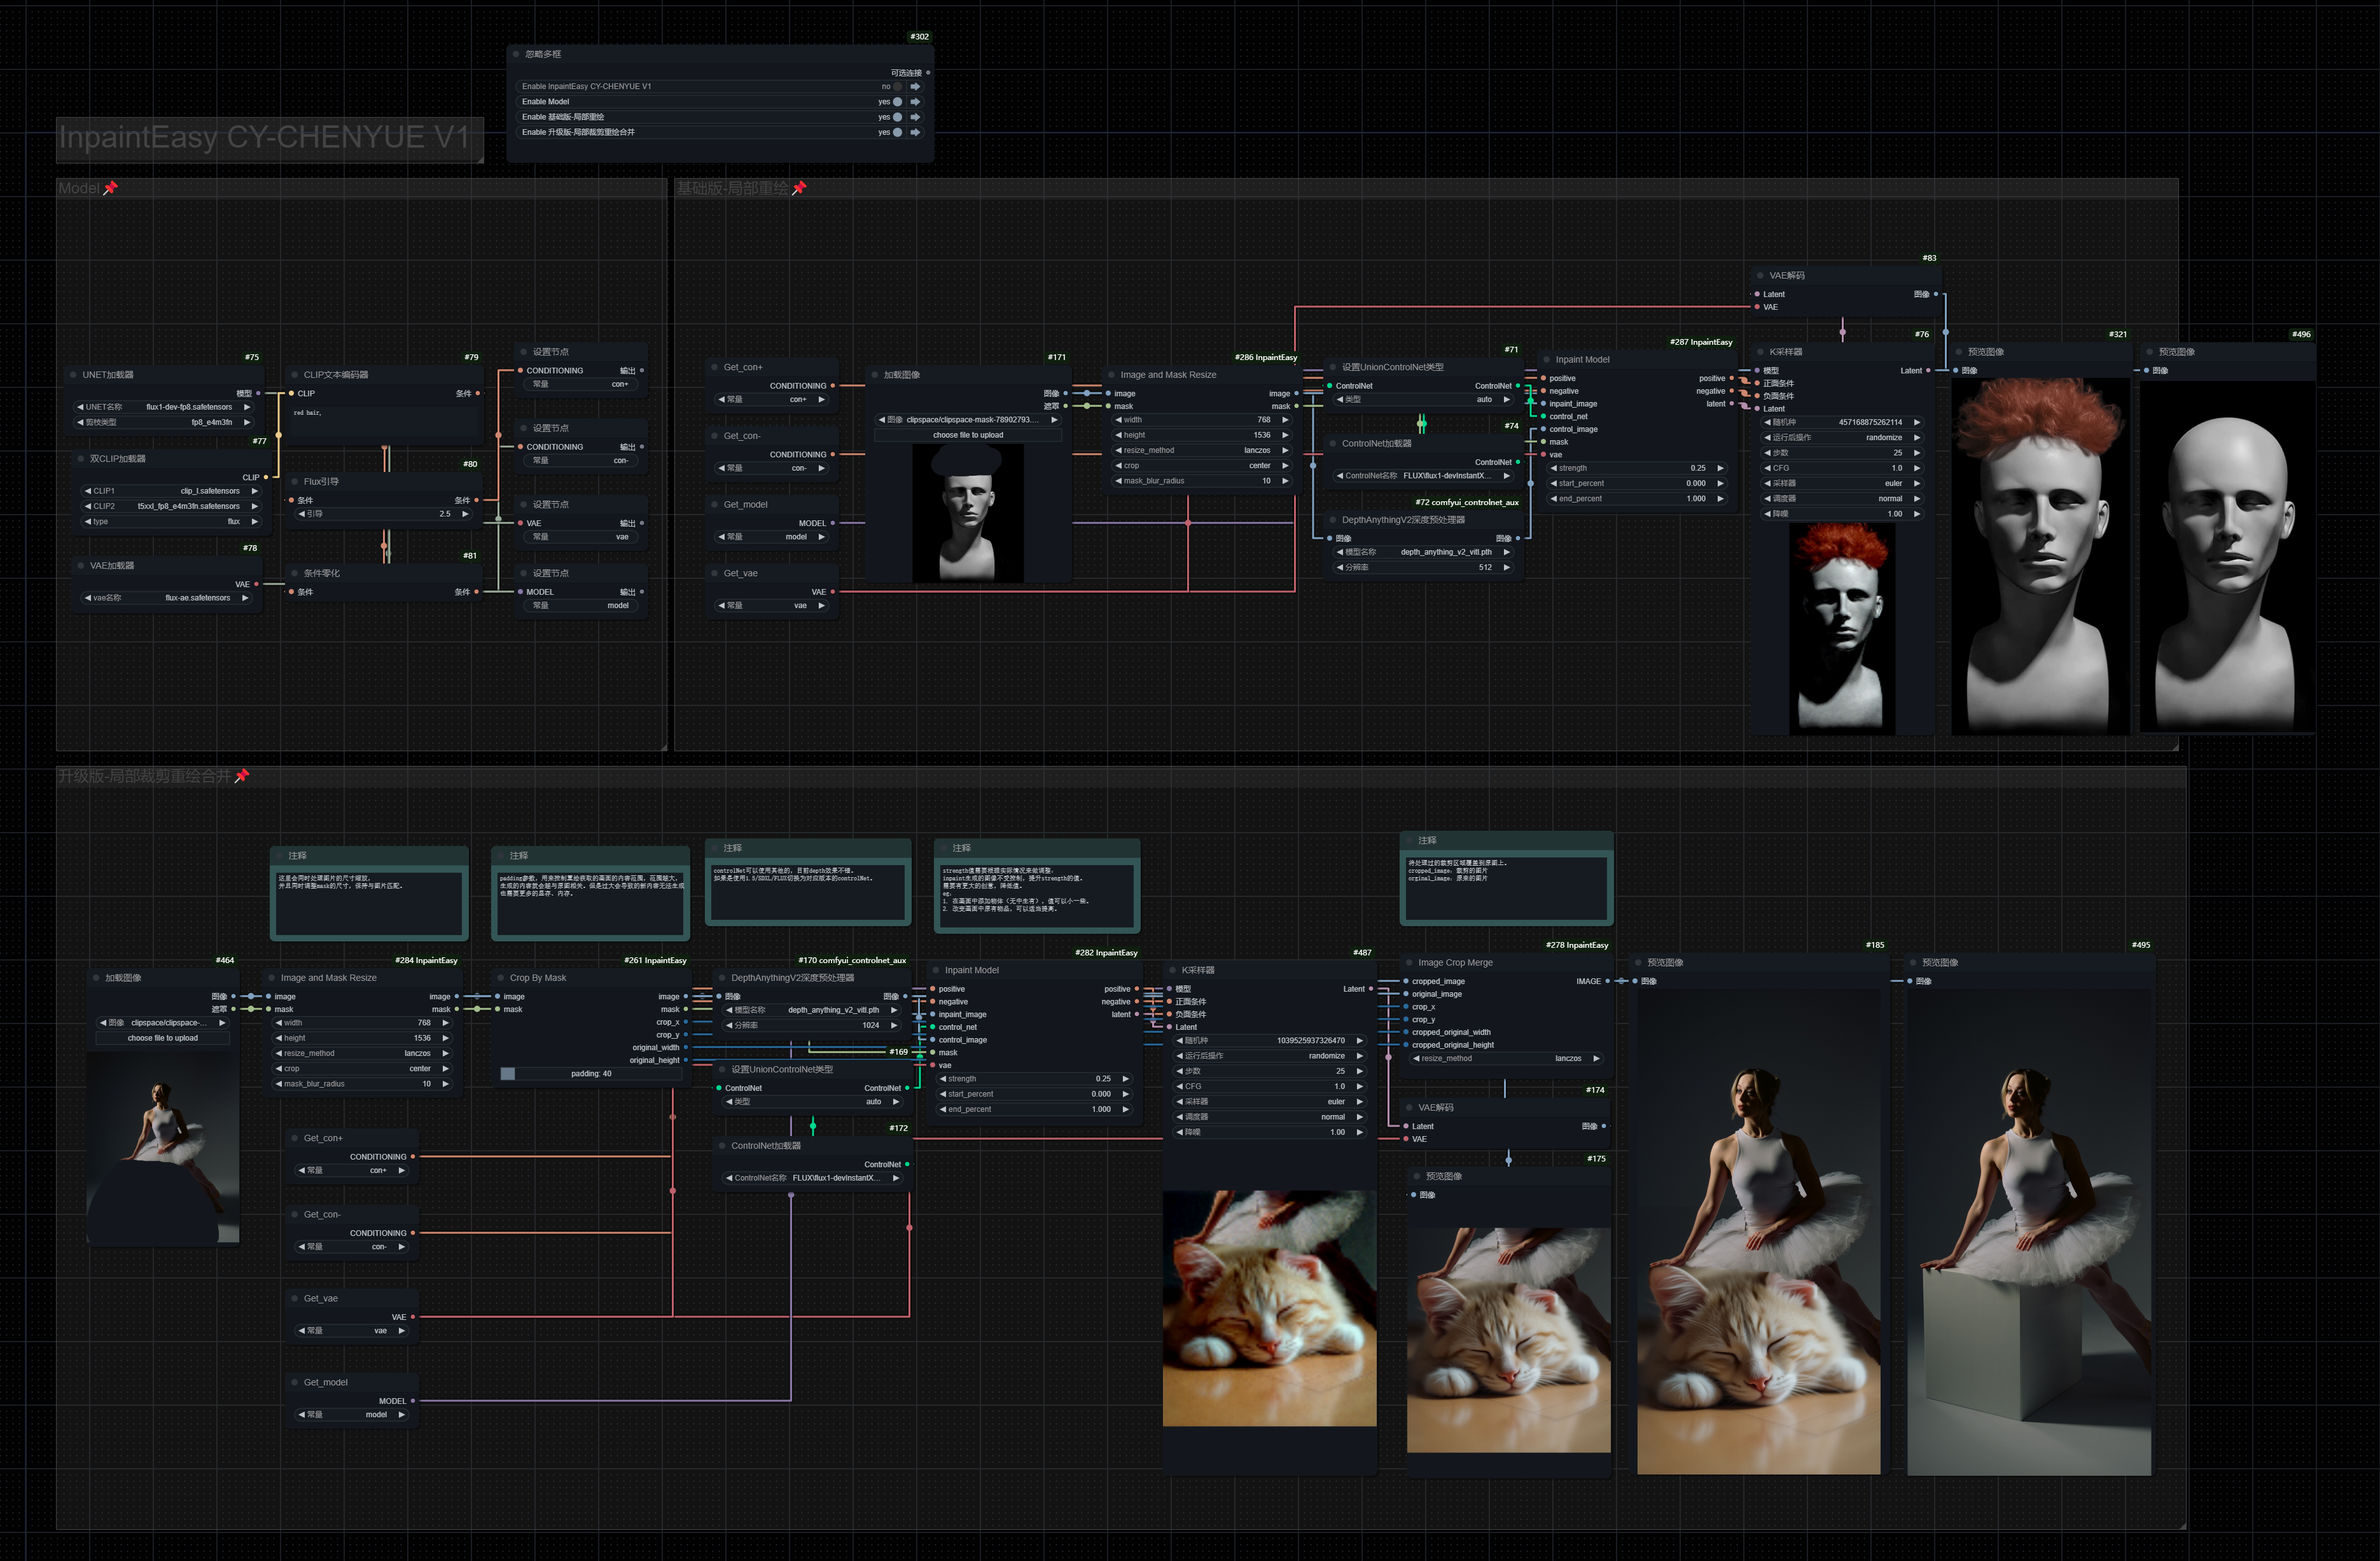 #302
忽略多框
可选连接
Enable InpaintEasy CY-CHENYUE V1 no
Enable Model yes
Enable 基础版-局部重绘 yes
Enable 升级版-局部裁剪重绘合并 yes
InpaintEasy CY-CHENYUE V1
Model
#75
UNET加载器
模型
UNET名称 flux1-dev-fp8.safetensors
剪枝类型 fp8_e4m3fn
#77
双CLIP加载器
CLIP
CLIP1 clip_l.safetensors
CLIP2 t5xxl_fp8_e4m3fn.safetensors
type flux
#78
VAE加载器
VAE
vae名称 flux-ae.safetensors
#79
CLIP文本编码器
CLIP 条件
red hair,
#80
Flux引导
条件 条件
引导 2.5
#81
条件零化
条件 条件
设置节点
CONDITIONING 输出
常量 con+
设置节点
CONDITIONING 输出
常量 con-
设置节点
VAE 输出
常量 vae
设置节点
MODEL 输出
常量 model
基础版-局部重绘
Get_con+
CONDITIONING
常量 con+
Get_con-
CONDITIONING
常量 con-
Get_model
MODEL
常量 model
Get_vae
VAE
常量 vae
#171
加载图像
图像
遮罩
图像 clipspace/clipspace-mask-78902793....
choose file to upload
#286 InpaintEasy
Image and Mask Resize
image image
mask mask
width 768
height 1536
resize_method lanczos
crop center
mask_blur_radius 10
#71
设置UnionControlNet类型
ControlNet ControlNet
类型 auto
#74
ControlNet加载器
ControlNet
ControlNet名称 FLUX\flux1-devInstantX...
#72 comfyui_controlnet_aux
DepthAnythingV2深度预处理器
图像 图像
模型名称 depth_anything_v2_vitl.pth
分辨率 512
#287 InpaintEasy
Inpaint Model
positive positive
negative negative
inpaint_image latent
control_net
control_image
mask
vae
strength 0.25
start_percent 0.000
end_percent 1.000
#83
VAE解码
Latent 图像
VAE
#76
K采样器
模型 Latent
正面条件
负面条件
Latent
随机种 457168875262114
运行后操作 randomize
步数 25
CFG 1.0
采样器 euler
调度器 normal
降噪 1.00
#321
预览图像
图像
#496
预览图像
图像
升级版-局部裁剪重绘合并
注释
这里会同时处理图片的尺寸缩放，
并且同时调整mask的尺寸，保持与图片匹配。
注释
padding参数，用来控制重绘获取的画面的内容范围，范围越大，
生成的内容就会越与原图相关。但是过大会导致的新内容无法生成
也需要更多的显存、内存。
注释
controlNet可以使用其他的，目前depth效果不错。
如果是使用1.5/SDXL/FLUX切换为对应版本的controlNet。
注释
strength值需要根据实际情况来做调整，
inpaint生成的图像不受控制，提升strength的值。
需要有更大的创意，降低值。
eg:
1. 在画面中添加物体（无中生有），值可以小一些。
2. 改变画面中原有物品，可以适当提高。
注释
将处理过的裁剪区域覆盖到原图上。
cropped_image: 裁剪的图片
orginal_image: 原来的图片
#464
加载图像
图像
遮罩
图像 clipspace/clipspace-...
choose file to upload
#284 InpaintEasy
Image and Mask Resize
image image
mask mask
width 768
height 1536
resize_method lanczos
crop center
mask_blur_radius 10
#261 InpaintEasy
Crop By Mask
image image
mask mask
crop_x
crop_y
original_width
original_height
padding: 40
#170 comfyui_controlnet_aux
DepthAnythingV2深度预处理器
图像 图像
模型名称 depth_anything_v2_vitl.pth
分辨率 1024
#169
设置UnionControlNet类型
ControlNet ControlNet
类型 auto
#172
ControlNet加载器
ControlNet
ControlNet名称 FLUX\flux1-devInstantX...
#282 InpaintEasy
Inpaint Model
positive positive
negative negative
inpaint_image latent
control_net
control_image
mask
vae
strength 0.25
start_percent 0.000
end_percent 1.000
#487
K采样器
模型 Latent
正面条件
负面条件
Latent
随机种 1039525937326470
运行后操作 randomize
步数 25
CFG 1.0
采样器 euler
调度器 normal
降噪 1.00
#278 InpaintEasy
Image Crop Merge
cropped_image IMAGE
original_image
crop_x
crop_y
cropped_original_width
cropped_original_height
resize_method lanczos
#174
VAE解码
Latent 图像
VAE
#175
预览图像
图像
#185
预览图像
图像
#495
预览图像
图像
Get_con+
CONDITIONING
常量 con+
Get_con-
CONDITIONING
常量 con-
Get_vae
VAE
常量 vae
Get_model
MODEL
常量 model